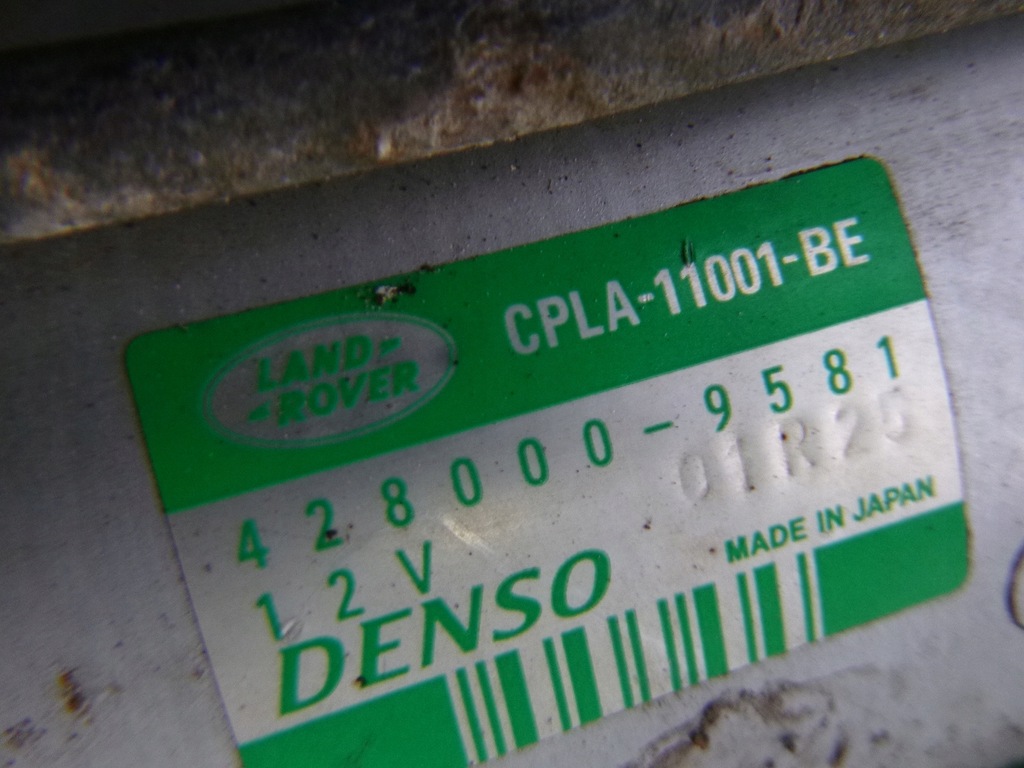 LAND
ROVER
CPLA-11001-BE
428000-9581
01R25
12V
DENSO
MADE IN JAPAN